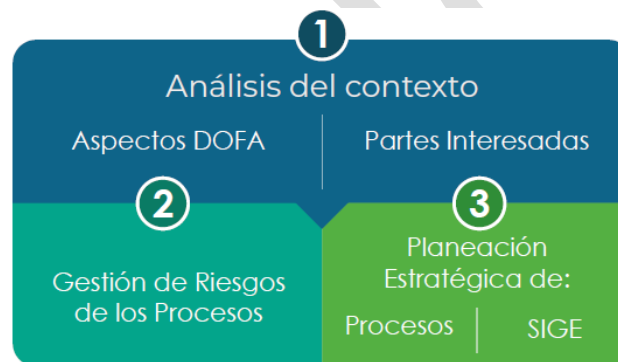 1
Análisis del contexto
Aspectos DOFA
Partes Interesadas
2
Gestión de Riesgos
de los Procesos
3
Planeación
Estratégica de:
Procesos
SIGE